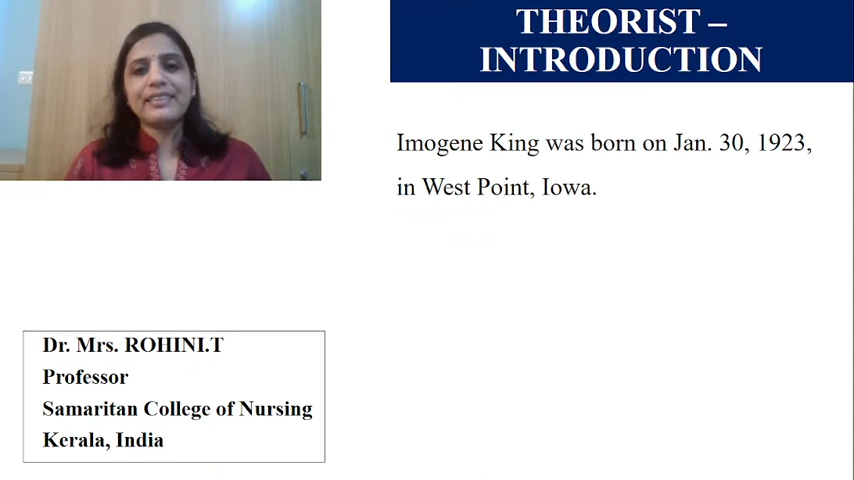 THEORIST –
INTRODUCTION
Imogene King was born on Jan. 30, 1923,
in West Point, Iowa.
Dr. Mrs. ROHINI.T
Professor
Samaritan College of Nursing
Kerala, India